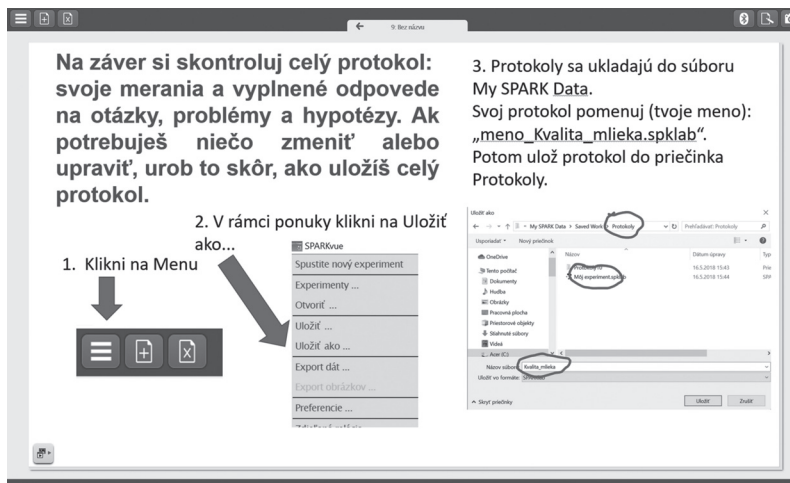 9: Bez názvu
Na záver si skontroluj celý protokol:
svoje merania a vyplnené odpovede
na otázky, problémy a hypotézy. Ak
potrebuješ niečo zmeniť alebo
upraviť, urob to skôr, ako uložíš celý
protokol.
2. V rámci ponuky klikni na Uložiť
ako...
1. Klikni na Menu
SPARKvue
Spustite nový experiment
Experimenty ...
Otvoriť ...
Uložiť ...
Uložiť ako ...
Export dát ...
Export obrázkov ...
Preferencie ...
3. Protokoly sa ukladajú do súboru
My SPARK Data.
Svoj protokol pomenuj (tvoje meno):
„meno_Kvalita_mlieka.spklab“.
Potom ulož protokol do priečinka
Protokoly.
Uložiť ako
My SPARK Data › Saved Work › Protokoly
Prehľadávať: Protokoly
Usporiadať
Nový priečinok
Názov
Dátum úpravy
Typ
OneDrive
Tento počítač
16.5.2018 15:43
Môj experiment.spklab
16.5.2018 15:44
Dokumenty
Hudba
Obrázky
Pracovná plocha
Priestorové objekty
Stiahnuté súbory
Videá
Acer (C:)
Názov súboru:
Kvalita_mlieka
Uložiť vo formáte:
Skryť priečinky
Uložiť
Zrušiť